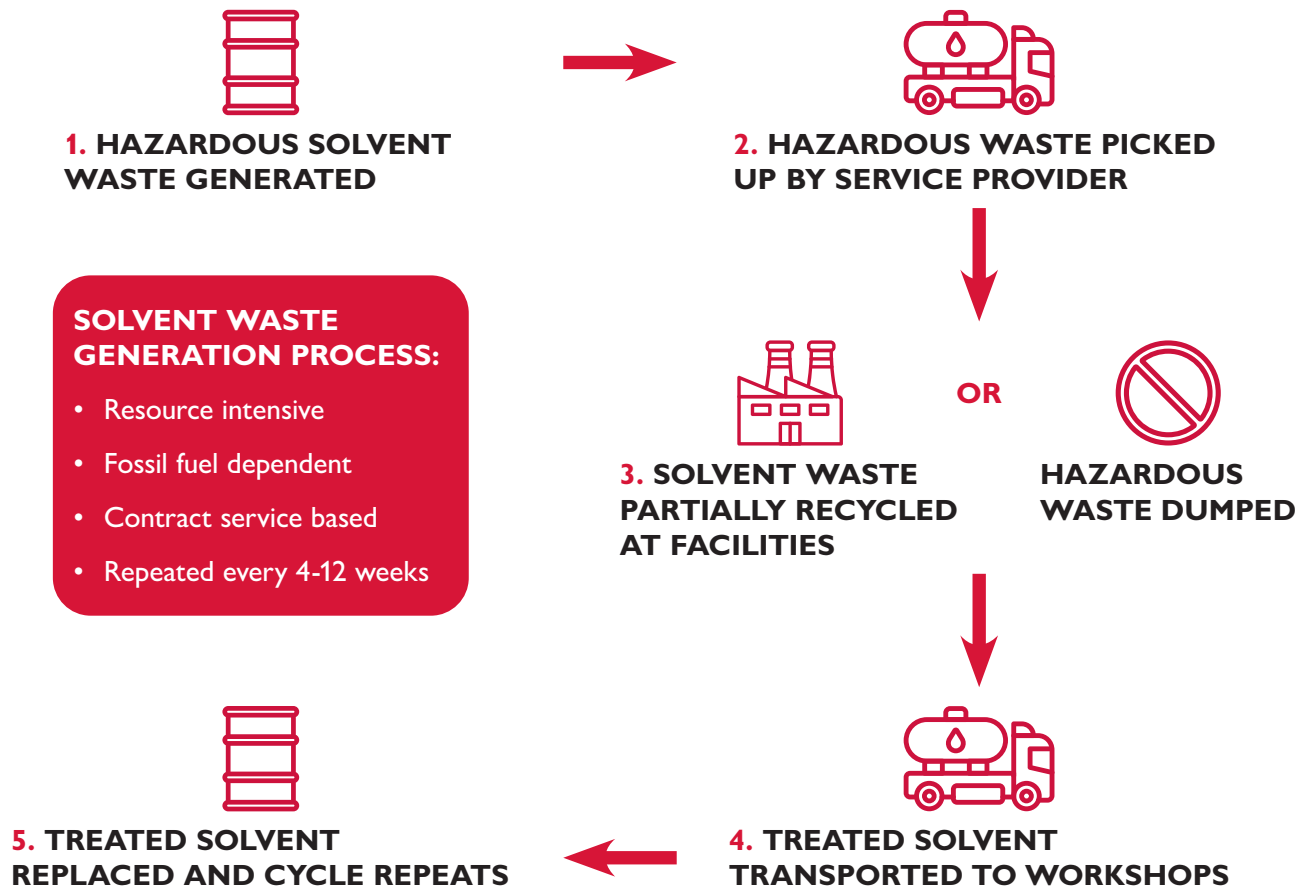 1. HAZARDOUS SOLVENT
WASTE GENERATED
2. HAZARDOUS WASTE PICKED
UP BY SERVICE PROVIDER
SOLVENT WASTE
GENERATION PROCESS:
• Resource intensive
• Fossil fuel dependent
• Contract service based
• Repeated every 4-12 weeks
OR
3. SOLVENT WASTE
PARTIALLY RECYCLED
AT FACILITIES
HAZARDOUS
WASTE DUMPED
4. TREATED SOLVENT
TRANSPORTED TO WORKSHOPS
5. TREATED SOLVENT
REPLACED AND CYCLE REPEATS